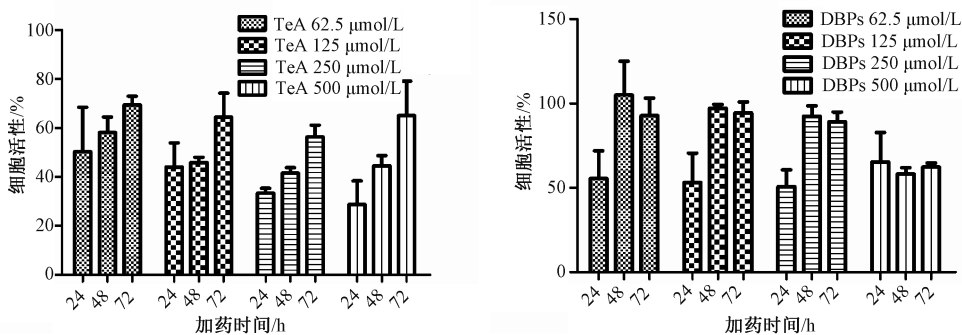 100
80
60
40
20
0
细胞活性/%
TeA 62.5 μmol/L
TeA 125 μmol/L
TeA 250 μmol/L
TeA 500 μmol/L
24 48 72 24 48 72 24 48 72 24 48 72
加药时间/h
150
100
50
0
细胞活性/%
DBPs 62.5 μmol/L
DBPs 125 μmol/L
DBPs 250 μmol/L
DBPs 500 μmol/L
24 48 72 24 48 72 24 48 72 24 48 72
加药时间/h